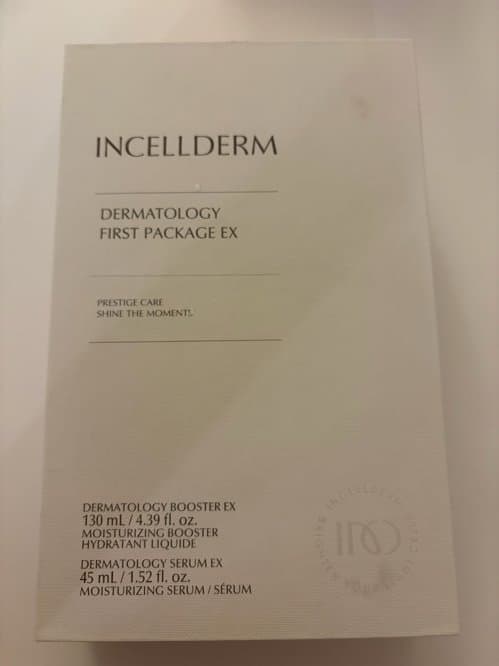 INCELLDERM
DERMATOLOGY
FIRST PACKAGE EX
PRESTIGE CARE
SHINE THE MOMENT!.
DERMATOLOGY BOOSTER EX
130 mL / 4.39 fl. oz.
MOISTURIZING BOOSTER
HYDRATANT LIQUIDE
DERMATOLOGY SERUM EX
45 mL / 1.52 fl. oz.
MOISTURIZING SERUM / SÉRUM
INCELLDERM